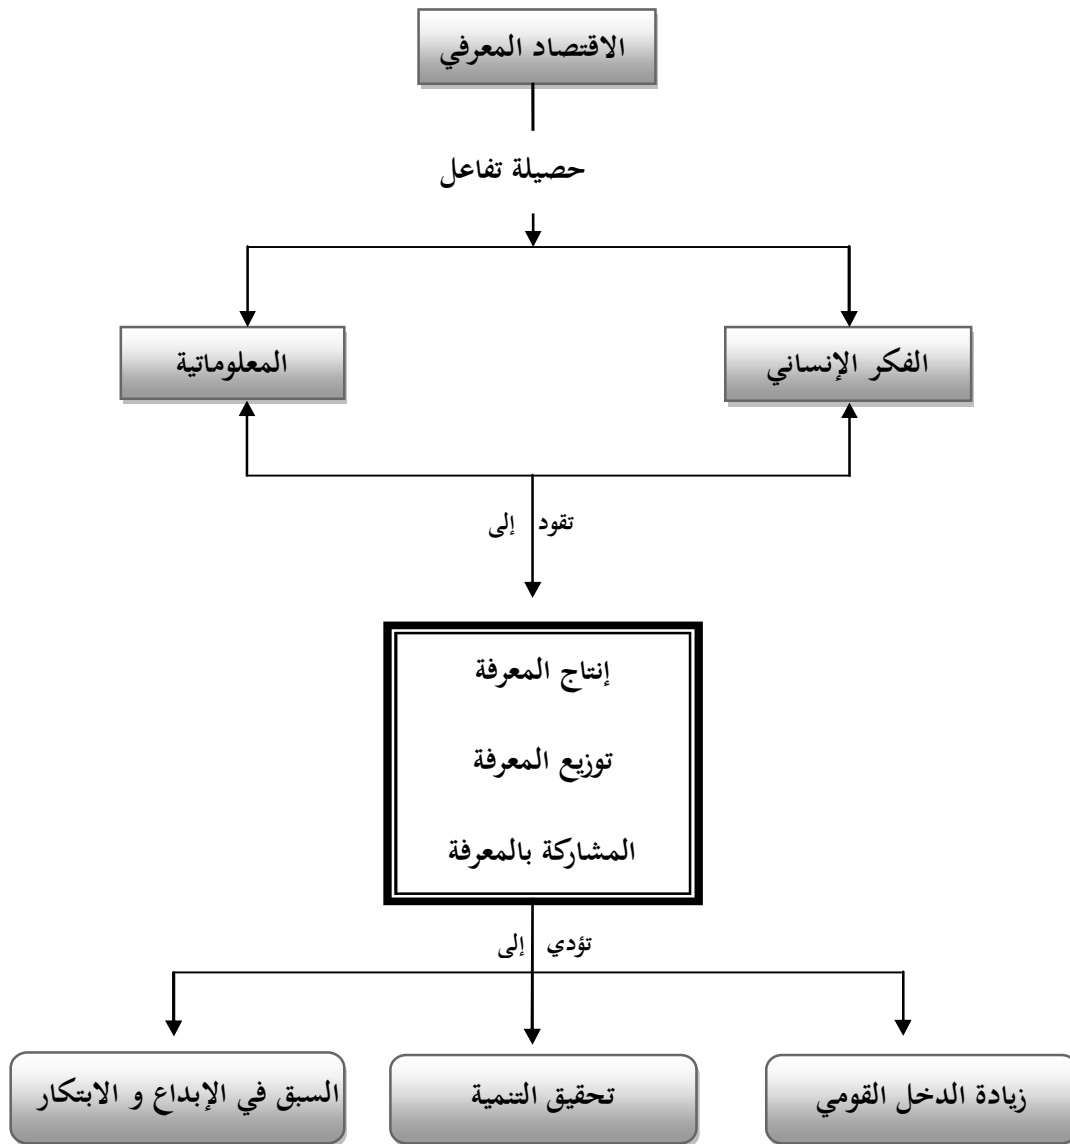 الاقتصاد المعرفي
حصيلة تفاعل
الفكر الإنساني
المعلوماتية
تقود إلى
إنتاج المعرفة
توزيع المعرفة
المشاركة بالمعرفة
تؤدي إلى
زيادة الدخل القومي
تحقيق التنمية
السبق في الإبداع و الابتكار